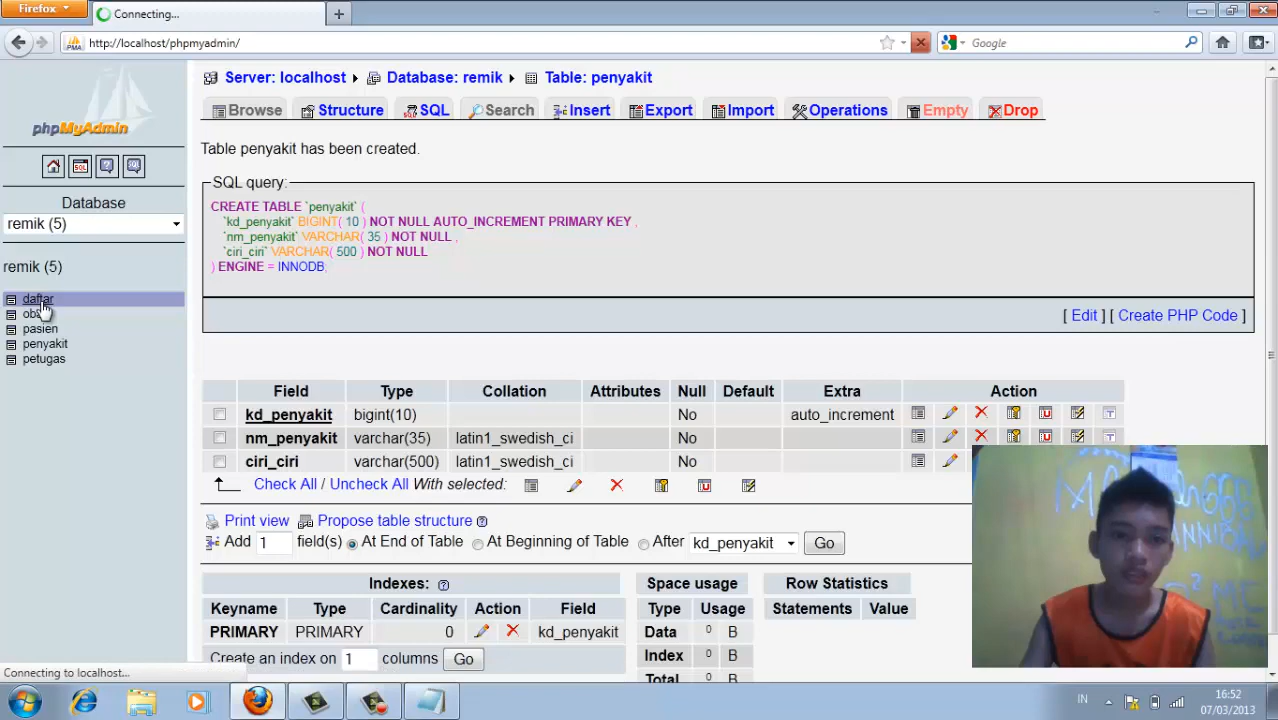 Firefox
Connecting...
http://localhost/phpmyadmin/
Google
phpMyAdmin
Server: localhost
Database: remik
Table: penyakit
Browse
Structure
SQL
Search
Insert
Export
Import
Operations
Empty
Drop
Table penyakit has been created.
Database
remik (5)
remik (5)
daftar
pasien
penyakit
petugas
SQL query:
CREATE TABLE `penyakit` (
`kd_penyakit` BIGINT( 10 ) NOT NULL AUTO_INCREMENT PRIMARY KEY ,
`nm_penyakit` VARCHAR( 35 ) NOT NULL ,
`ciri_ciri` VARCHAR( 500 ) NOT NULL
) ENGINE = INNODB;
[ Edit ] [ Create PHP Code ]
Field Type Collation Attributes Null Default Extra Action
kd_penyakit bigint(10) No auto_increment
nm_penyakit varchar(35) latin1_swedish_ci No
ciri_ciri varchar(500) latin1_swedish_ci No
Check All / Uncheck All With selected:
Print view Propose table structure
Add 1 field(s) At End of Table At Beginning of Table After kd_penyakit Go
Indexes:
Keyname Type Cardinality Action Field
PRIMARY PRIMARY 0 kd_penyakit
Create an index on 1 columns Go
Space usage
Type Usage
Data 0 B
Index 0 B
Total 0 B
Row Statistics
Statements Value
Connecting to localhost...
IN
16:52
07/03/2013